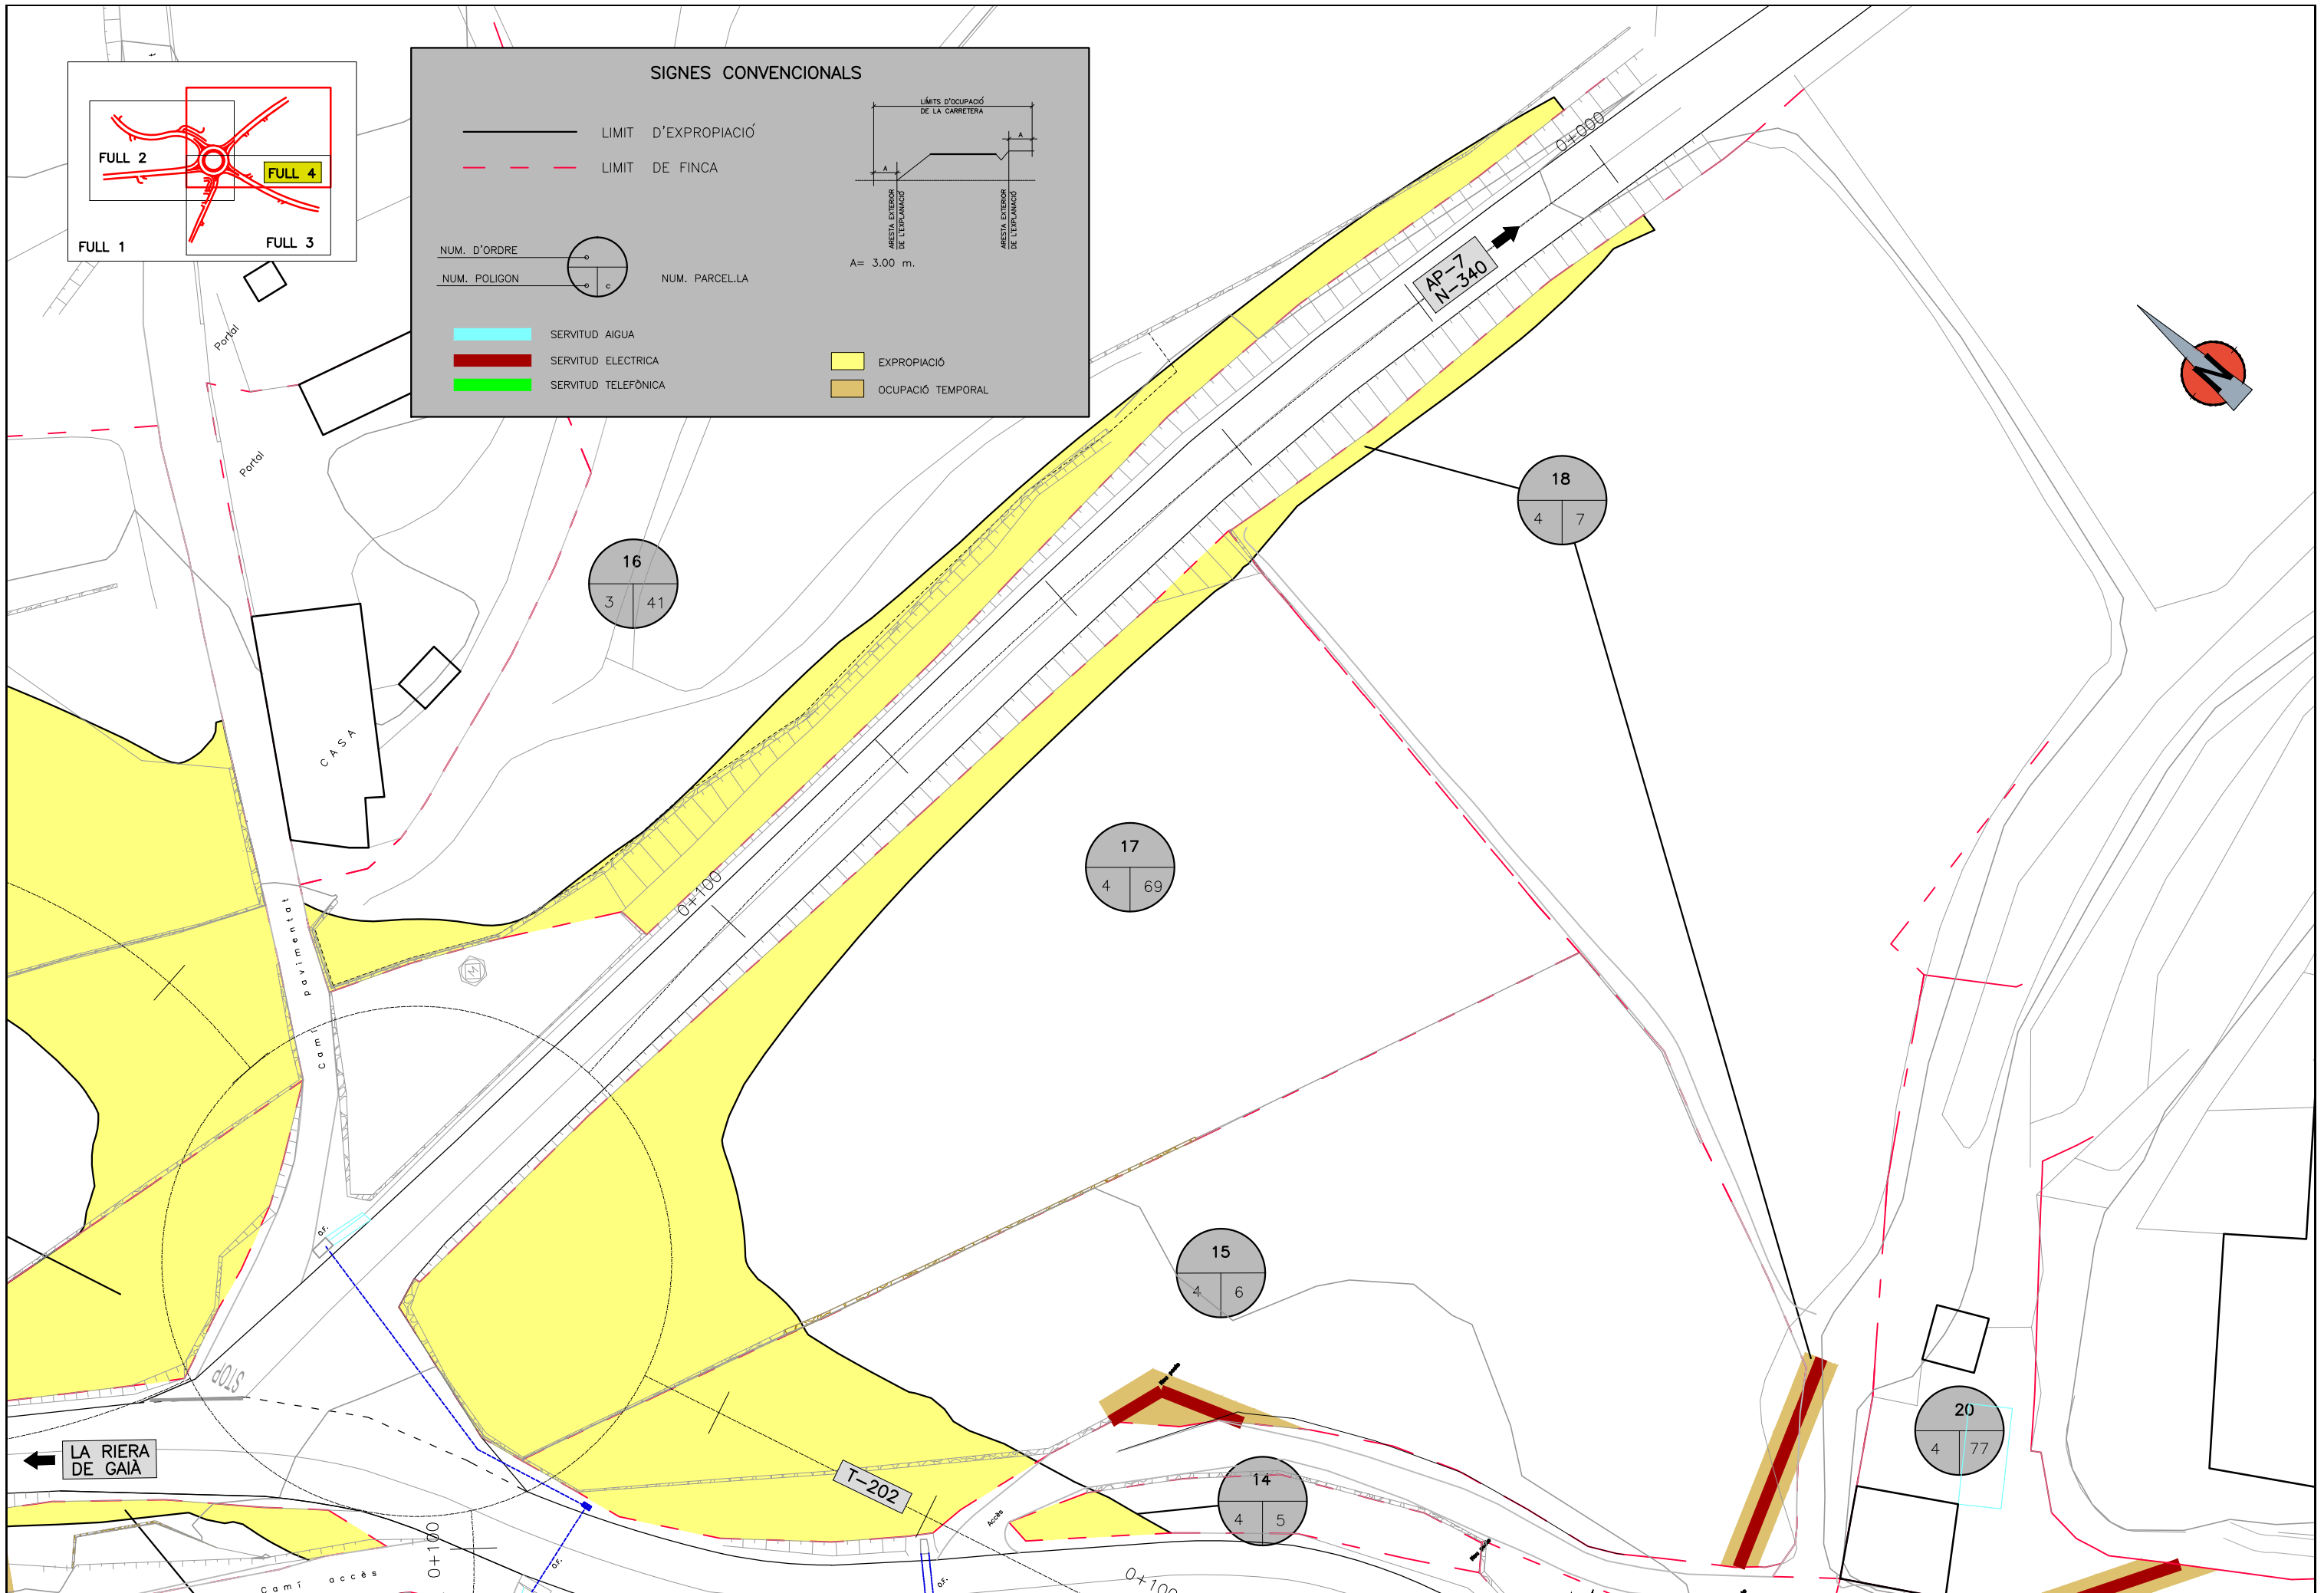 SIGNES CONVENCIONALS
LIMIT D'EXPROPIACIÓ
LIMIT DE FINCA
NUM. D'ORDRE
NUM. POLIGON
c
NUM. PARCEL.LA
LÍMITS D'OCUPACIÓ
DE LA CARRETERA
A
A
ARESTA EXTERIOR
DE L'EXPLANACIÓ
ARESTA EXTERIOR
DE L'EXPLANACIÓ
A= 3.00 m.
SERVITUD AIGUA
SERVITUD ELECTRICA
SERVITUD TELEFÒNICA
EXPROPIACIÓ
OCUPACIÓ TEMPORAL
FULL 2
FULL 4
FULL 1
FULL 3
t
Portal
Portal
0+000
AP-7
N-340
N
18
4 7
16
3 41
CASA
17
4 69
0+100
Camí pavimentat
M
15
4 6
O.F.
STOP
20
4 77
LA RIERA
DE GAIÀ
T-202
14
4 5
Accés
0+100
O.F.
O.F.
Camí accés
0+100